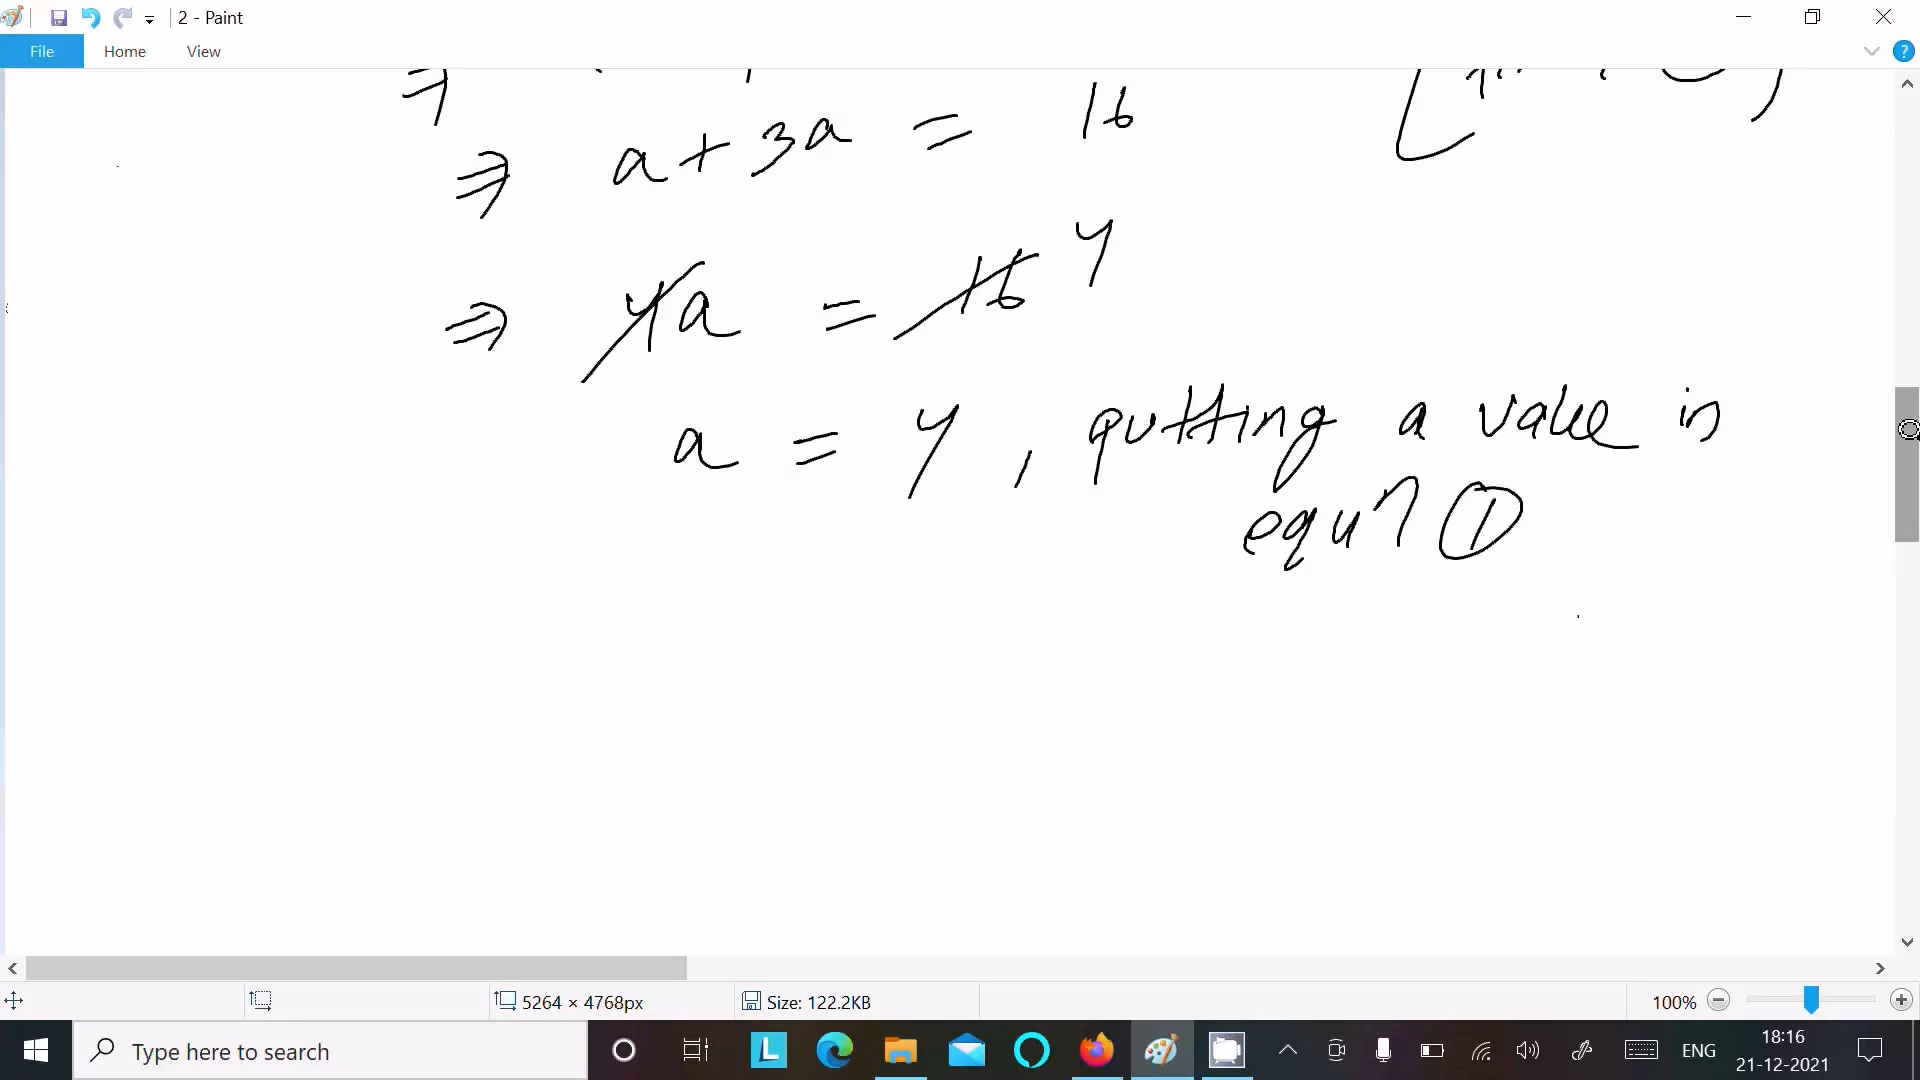 2 - Paint
File Home View
⇒
⇒ a + 3a = 16
⇒ 4a = 16 4
a = 4, putting a value in
equn ①
5264 × 4768px Size: 122.2KB 100%
Type here to search
ENG
18:16
21-12-2021